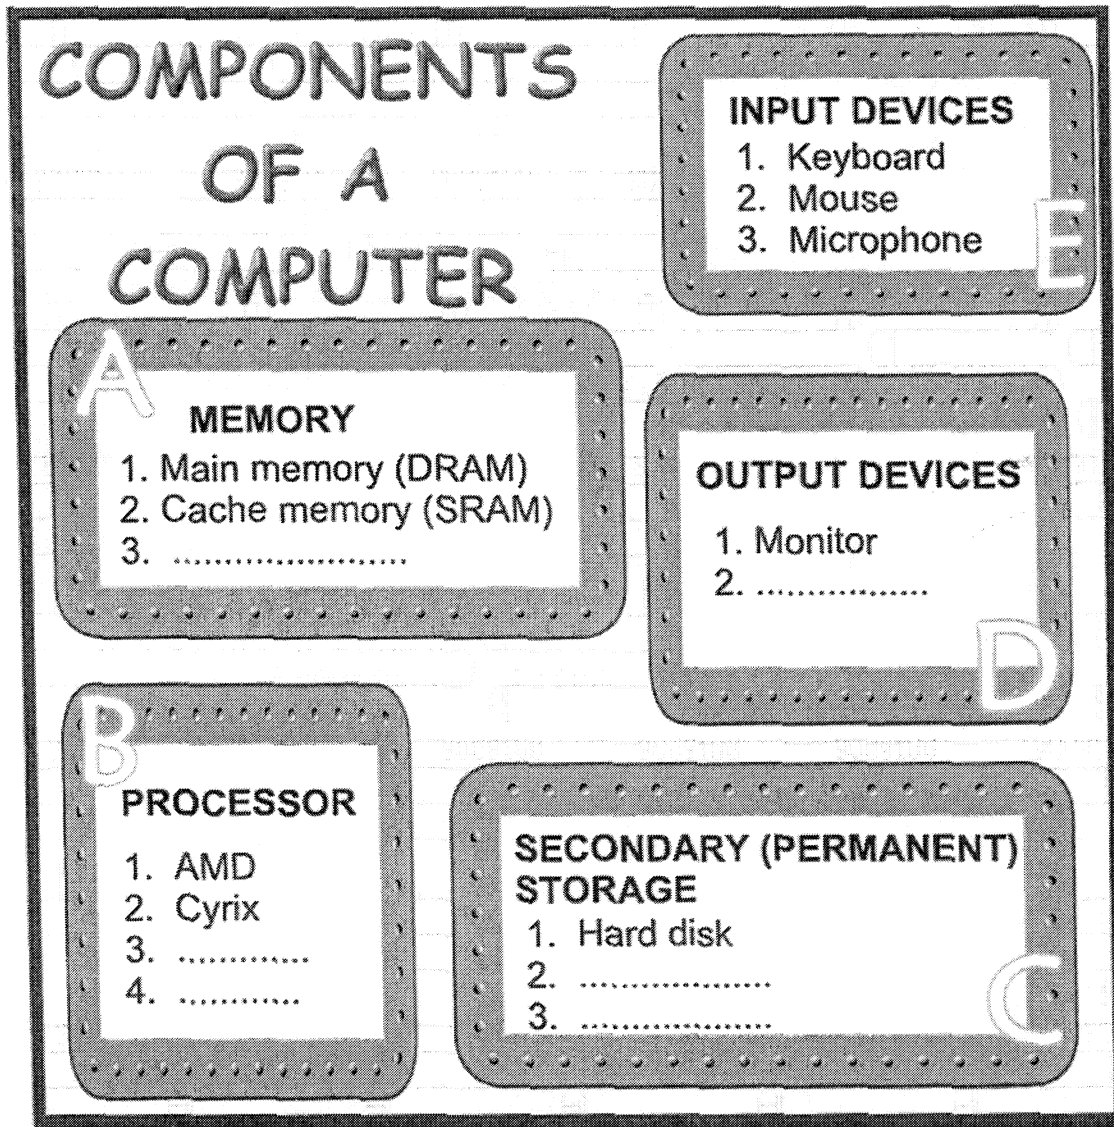 COMPONENTS
OF A
COMPUTER
INPUT DEVICES
1. Keyboard
2. Mouse
3. Microphone
E
A
MEMORY
1. Main memory (DRAM)
2. Cache memory (SRAM)
3. ......................
OUTPUT DEVICES
1. Monitor
2. ................
D
B
PROCESSOR
1. AMD
2. Cyrix
3. ............
4. ...........
SECONDARY (PERMANENT)
STORAGE
1. Hard disk
2. ..................
3. ..................
C